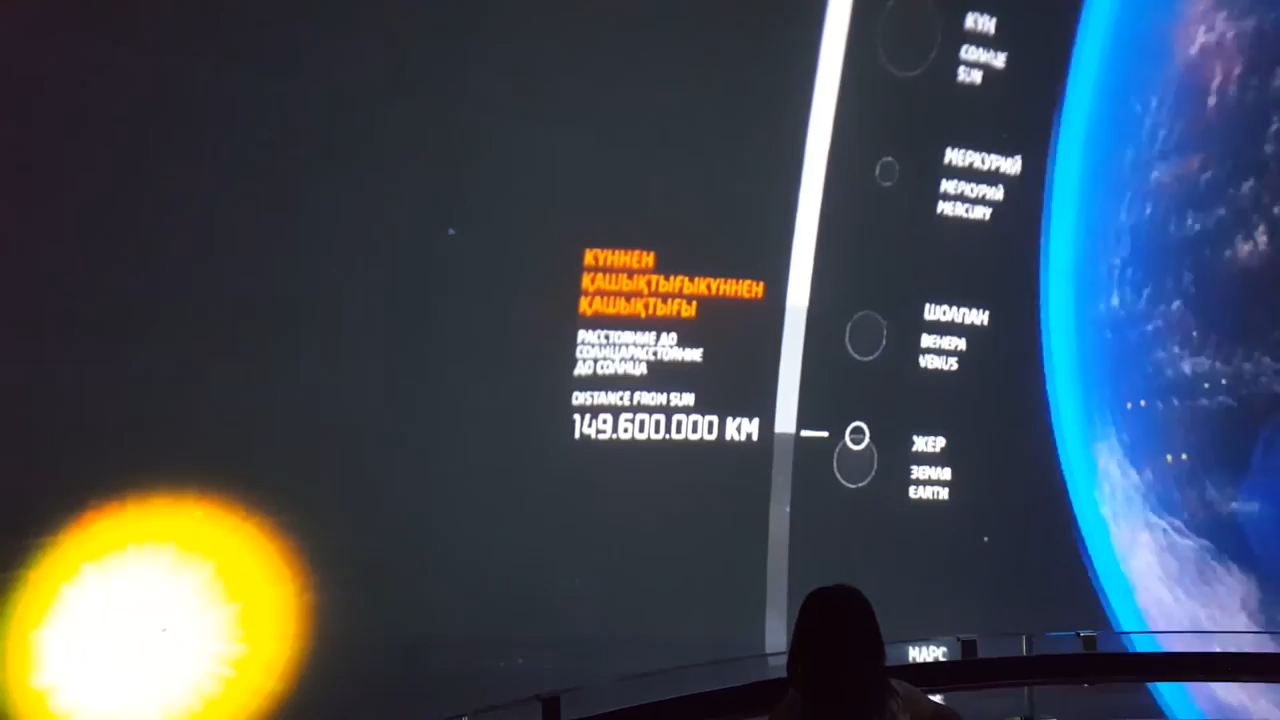 КҮННЕН
ҚАШЫҚТЫҒЫКҮННЕН
ҚАШЫҚТЫҒЫ
РАССТОЯНИЕ ДО
СОЛНЦАРАССТОЯНИЕ
ДО СОЛНЦА
DISTANCE FROM SUN
149.600.000 КМ
КҮН
СОЛНЦЕ
SUN
МЕРКУРИЙ
МЕРКУРИЙ
MERCURY
ШОЛПАН
ВЕНЕРА
VENUS
ЖЕР
ЗЕМЛЯ
EARTH
МАРС